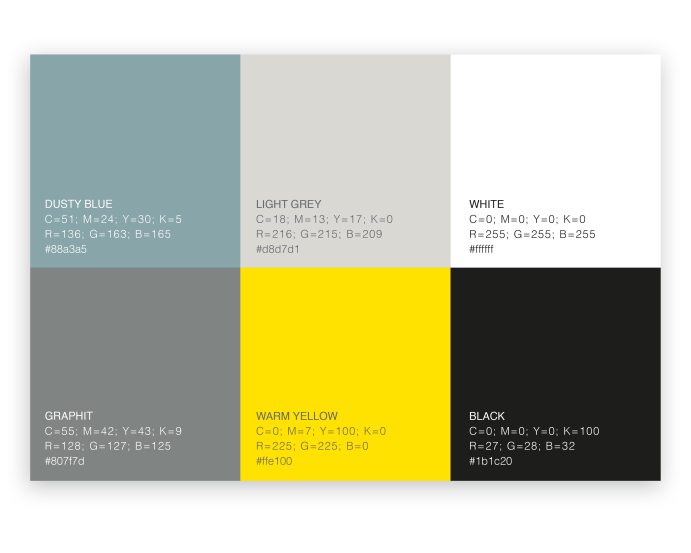 DUSTY BLUE
C=51; M=24; Y=30; K=5
R=136; G=163; B=165
#88a3a5
LIGHT GREY
C=18; M=13; Y=17; K=0
R=216; G=215; B=209
#d8d7d1
WHITE
C=0; M=0; Y=0; K=0
R=255; G=255; B=255
#ffffff
GRAPHIT
C=55; M=42; Y=43; K=9
R=128; G=127; B=125
#807f7d
WARM YELLOW
C=0; M=7; Y=100; K=0
R=225; G=225; B=0
#ffe100
BLACK
C=0; M=0; Y=0; K=100
R=27; G=28; B=32
#1b1c20